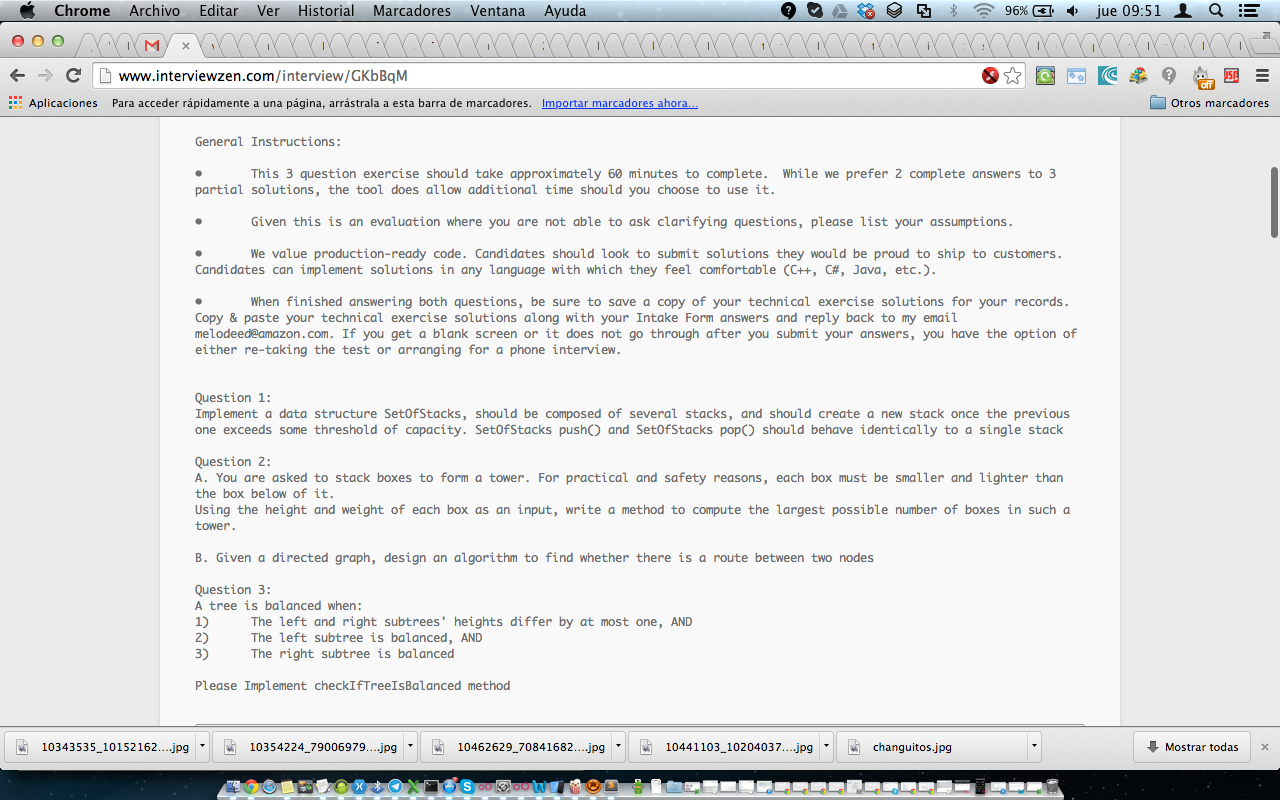 Chrome Archivo Editar Ver Historial Marcadores Ventana Ayuda 96% jue 09:51
www.interviewzen.com/interview/GKbBqM
Aplicaciones Para acceder rápidamente a una página, arrástrala a esta barra de marcadores. Importar marcadores ahora... Otros marcadores
General Instructions:
• This 3 question exercise should take approximately 60 minutes to complete. While we prefer 2 complete answers to 3
partial solutions, the tool does allow additional time should you choose to use it.
• Given this is an evaluation where you are not able to ask clarifying questions, please list your assumptions.
• We value production-ready code. Candidates should look to submit solutions they would be proud to ship to customers.
Candidates can implement solutions in any language with which they feel comfortable (C++, C#, Java, etc.).
• When finished answering both questions, be sure to save a copy of your technical exercise solutions for your records.
Copy & paste your technical exercise solutions along with your Intake Form answers and reply back to my email
melodeed@amazon.com. If you get a blank screen or it does not go through after you submit your answers, you have the option of
either re-taking the test or arranging for a phone interview.
Question 1:
Implement a data structure SetOfStacks, should be composed of several stacks, and should create a new stack once the previous
one exceeds some threshold of capacity. SetOfStacks push() and SetOfStacks pop() should behave identically to a single stack
Question 2:
A. You are asked to stack boxes to form a tower. For practical and safety reasons, each box must be smaller and lighter than
the box below of it.
Using the height and weight of each box as an input, write a method to compute the largest possible number of boxes in such a
tower.
B. Given a directed graph, design an algorithm to find whether there is a route between two nodes
Question 3:
A tree is balanced when:
1) The left and right subtrees' heights differ by at most one, AND
2) The left subtree is balanced, AND
3) The right subtree is balanced
Please Implement checkIfTreeIsBalanced method
10343535_10152162....jpg 10354224_79006979....jpg 10462629_70841682....jpg 10441103_10204037....jpg changuitos.jpg Mostrar todas